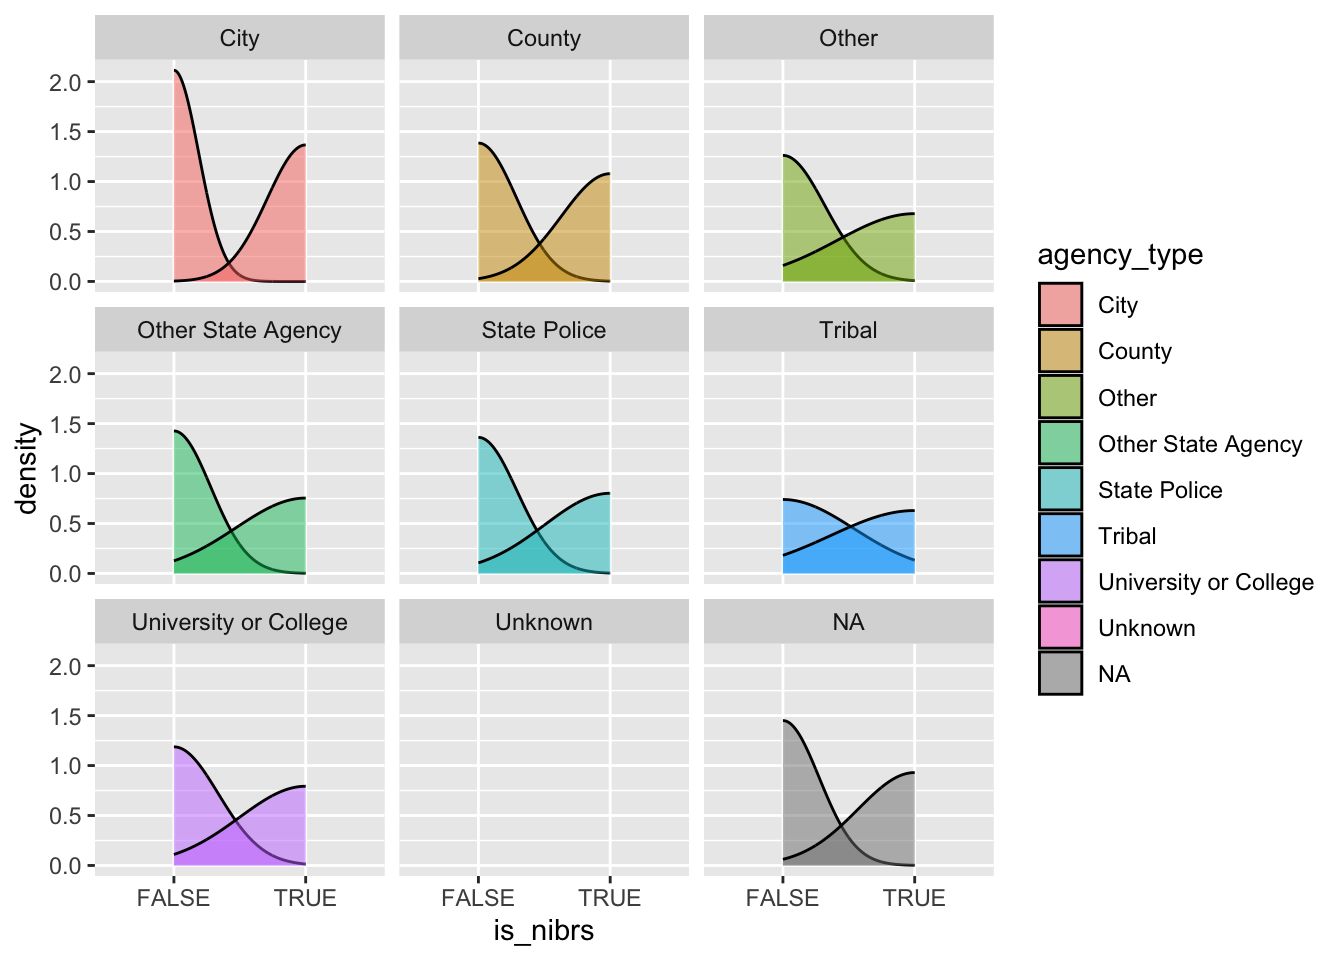 City County Other
2.0
1.5
1.0
0.5
0.0
Other State Agency State Police Tribal
2.0
1.5
1.0
0.5
0.0
University or College Unknown NA
2.0
1.5
1.0
0.5
0.0
FALSE TRUE FALSE TRUE FALSE TRUE
is_nibrs
density
agency_type
City
County
Other
Other State Agency
State Police
Tribal
University or College
Unknown
NA